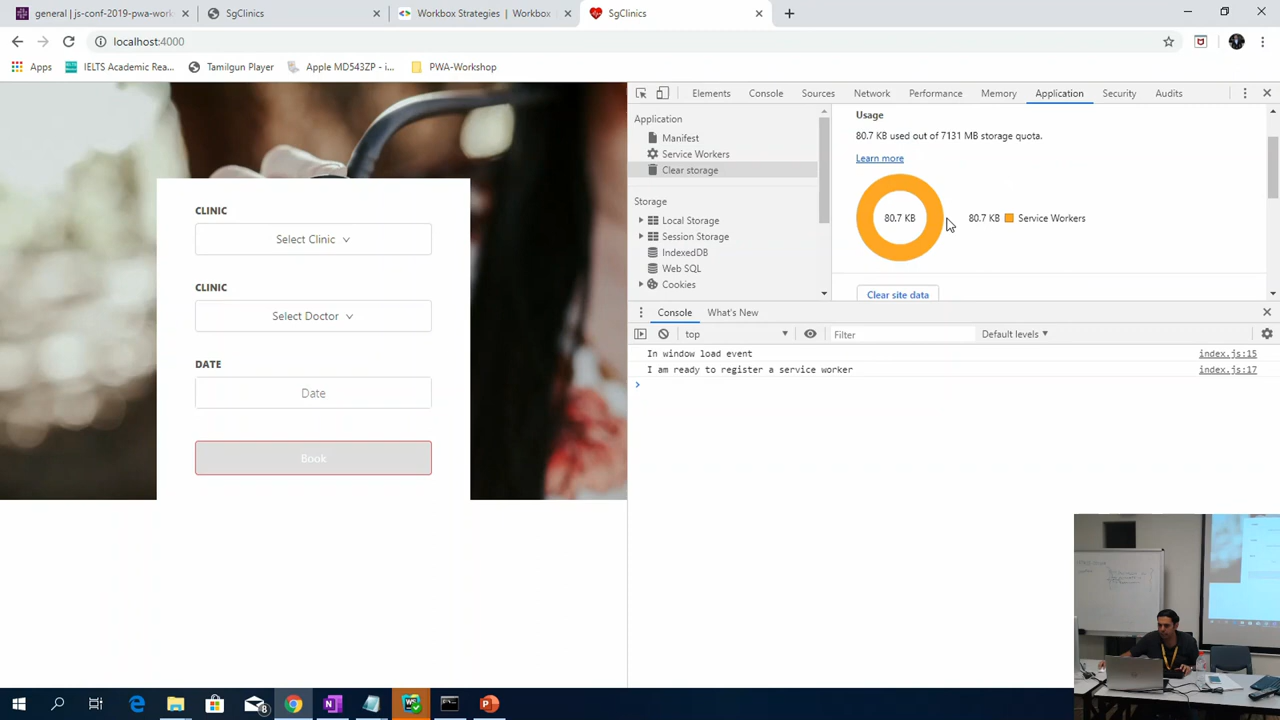 general | js-conf-2019-pwa-work
SgClinics
Workbox Strategies | Workbox
SgClinics
localhost:4000
Apps
IELTS Academic Rea...
Tamilgun Player
Apple MD543ZP - i...
PWA-Workshop
CLINIC
Select Clinic
CLINIC
Select Doctor
DATE
Date
Book
Elements
Console
Sources
Network
Performance
Memory
Application
Security
Audits
Application
Manifest
Service Workers
Clear storage
Storage
Local Storage
Session Storage
IndexedDB
Web SQL
Cookies
Usage
80.7 KB used out of 7131 MB storage quota.
Learn more
80.7 KB
80.7 KB Service Workers
Clear site data
Console
What's New
top
Filter
Default levels
In window load event index.js:15
I am ready to register a service worker index.js:17